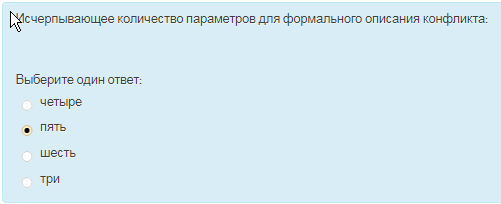 Исчерпывающее количество параметров для формального описания конфликта:
Выберите один ответ:
четыре
пять
шесть
три